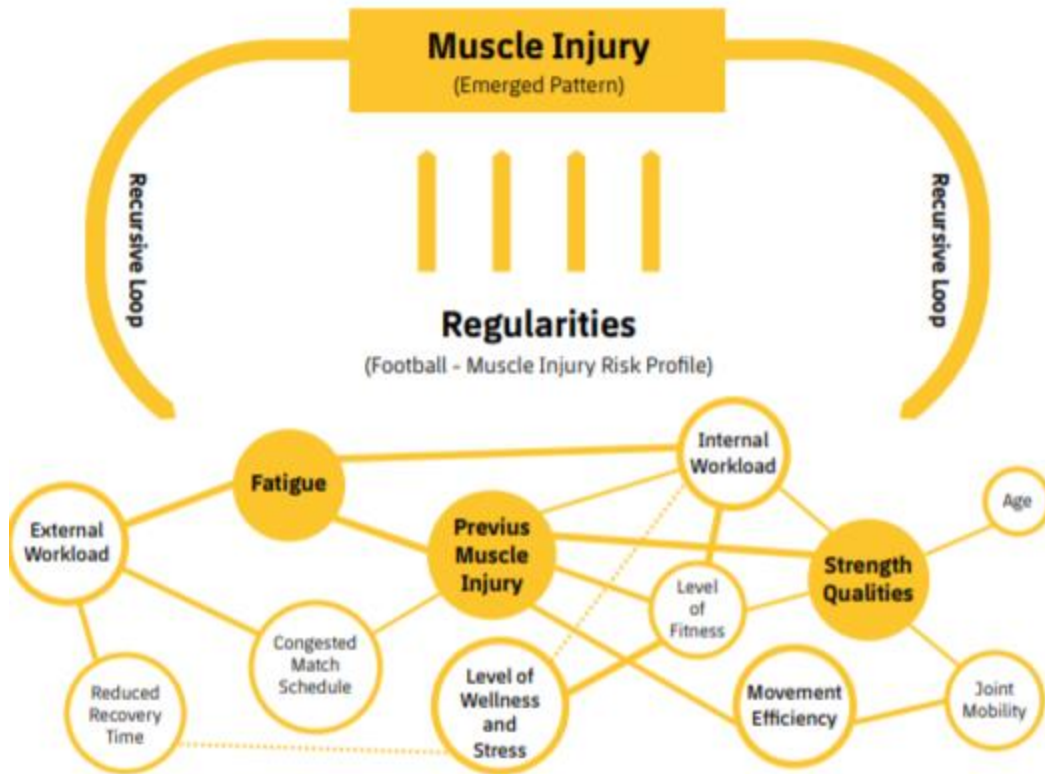 Muscle Injury
(Emerged Pattern)
Recursive Loop
Recursive Loop
Regularities
(Football - Muscle Injury Risk Profile)
Internal
Workload
Fatigue
Age
External
Workload
Previus
Muscle
Injury
Strength
Qualities
Level
of
Fitness
Congested
Match
Schedule
Level of
Wellness
and
Stress
Movement
Efficiency
Joint
Mobility
Reduced
Recovery
Time